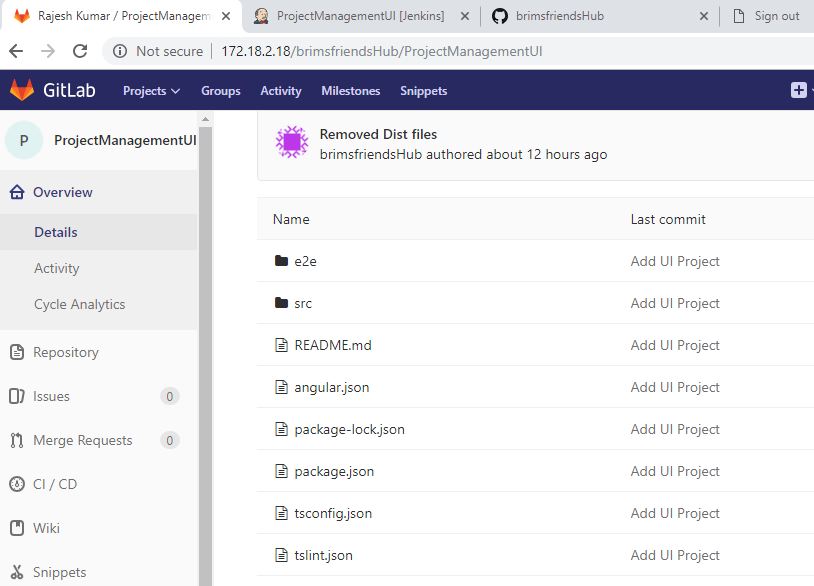 Rajesh Kumar / ProjectManagem
ProjectManagementUI [Jenkins]
brimsfriendsHub
Sign out
Not secure
172.18.2.18/brimsfriendsHub/ProjectManagementUI
GitLab
Projects
Groups
Activity
Milestones
Snippets
P
ProjectManagementUI
Removed Dist files
brimsfriendsHub authored about 12 hours ago
Overview
Details
Activity
Cycle Analytics
Repository
Issues 0
Merge Requests 0
CI / CD
Wiki
Snippets
Name Last commit
e2e Add UI Project
src Add UI Project
README.md Add UI Project
angular.json Add UI Project
package-lock.json Add UI Project
package.json Add UI Project
tsconfig.json Add UI Project
tslint.json Add UI Project